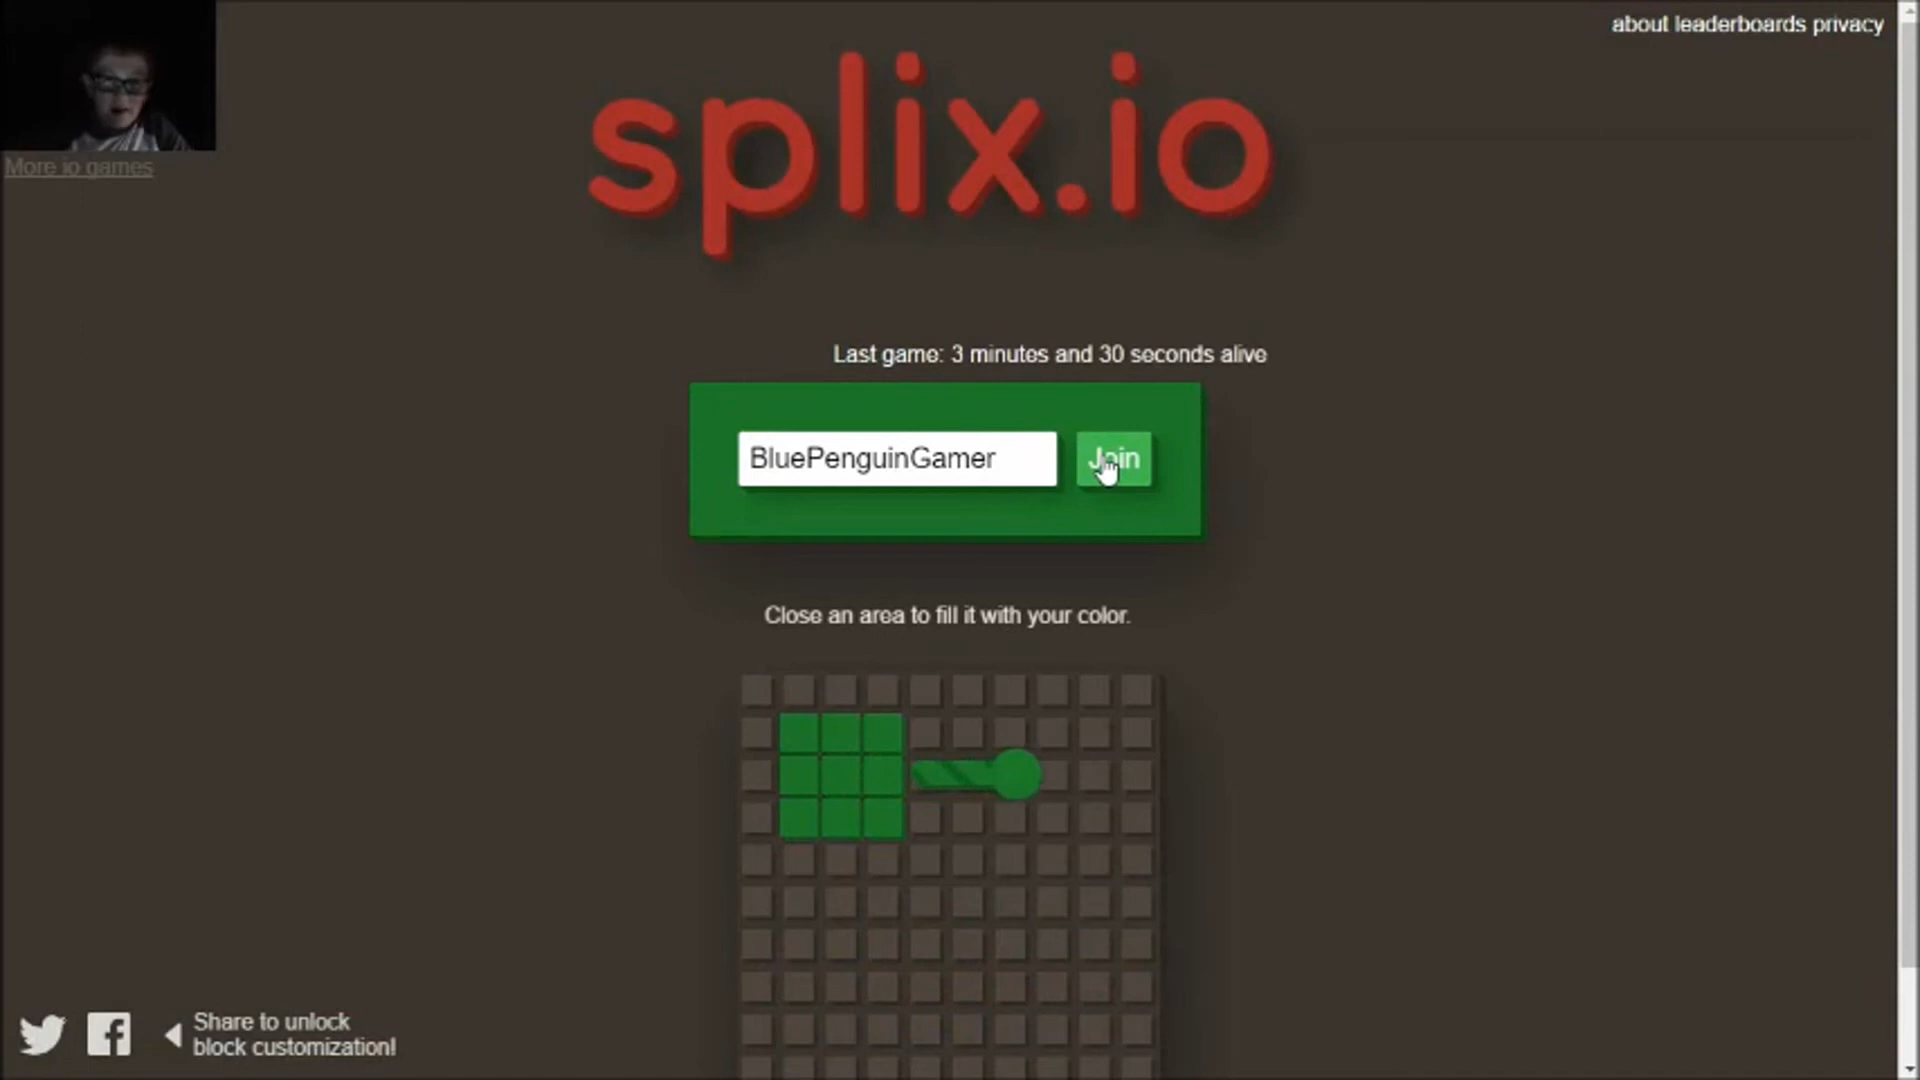 about leaderboards privacy
splix.io
More io games
Last game: 3 minutes and 30 seconds alive
BluePenguinGamer
Join
Close an area to fill it with your color.
Share to unlock
block customization!